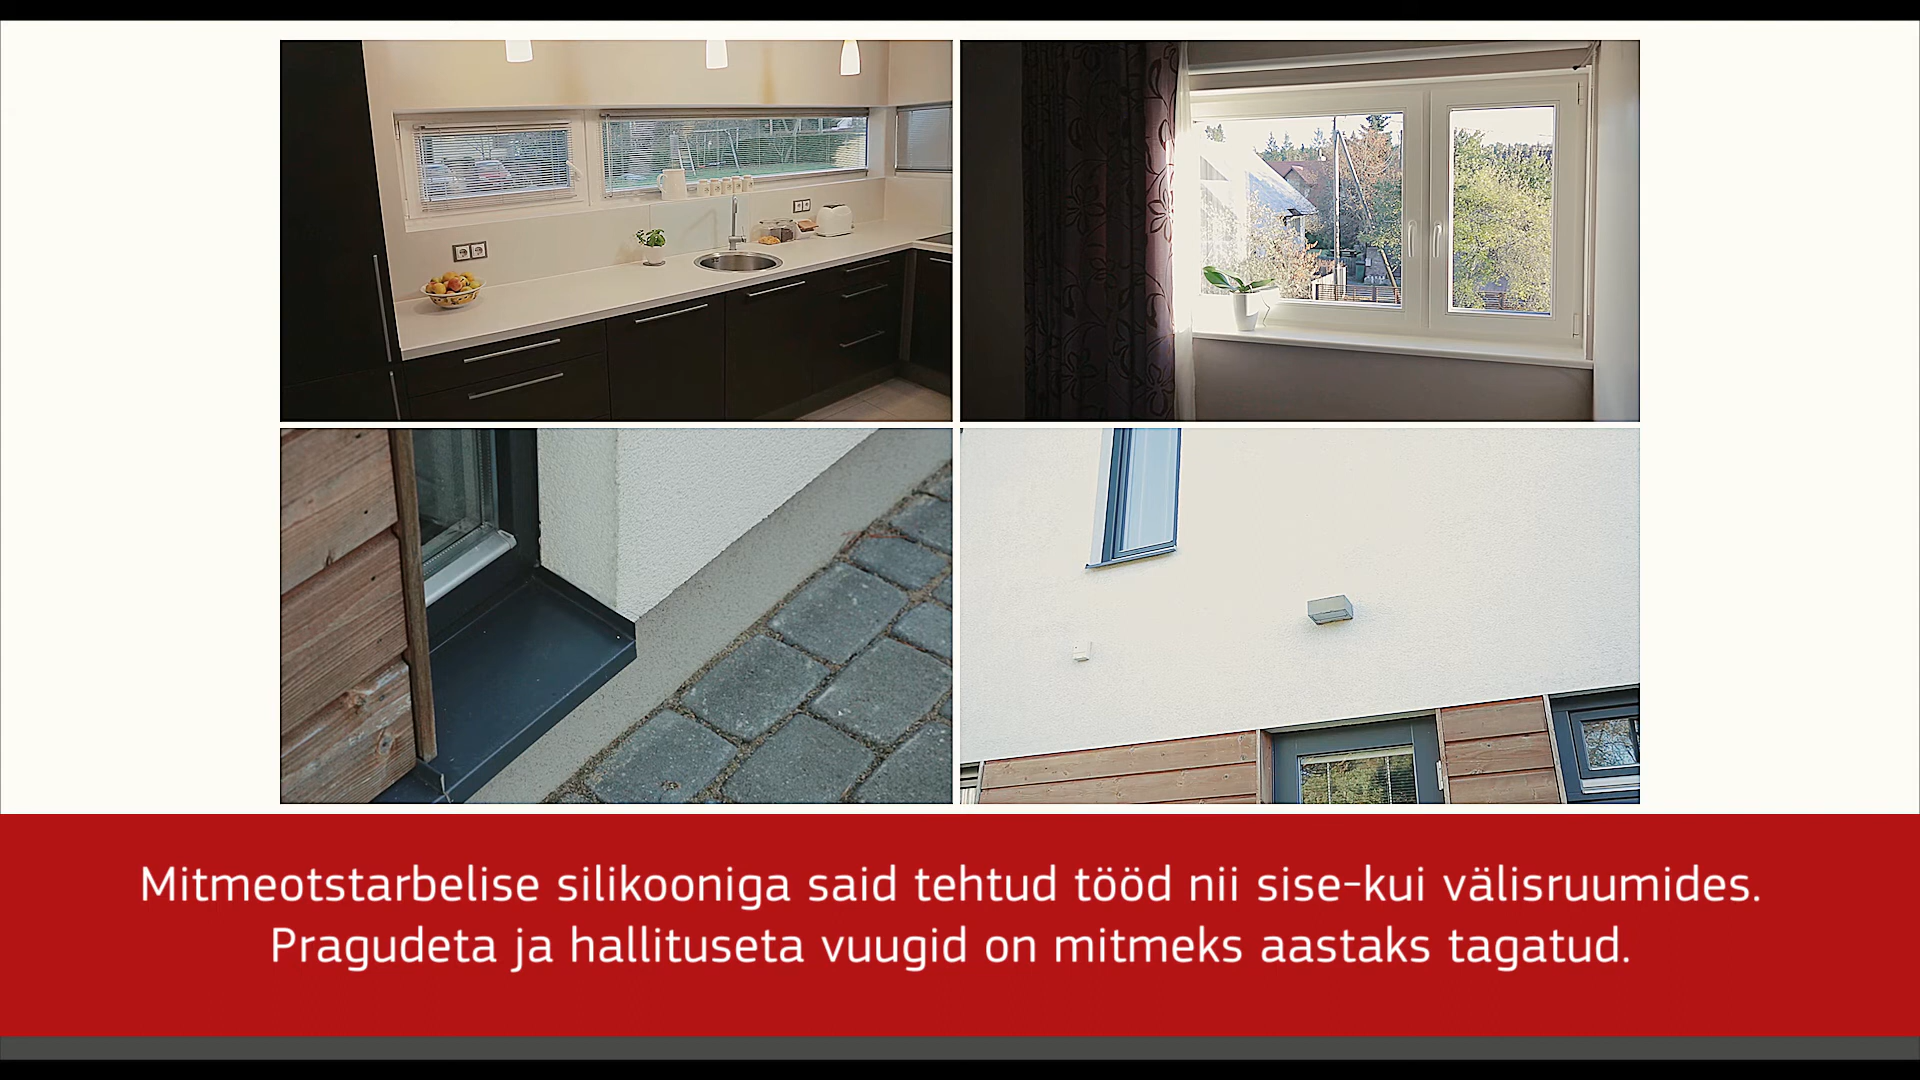 Mitmeotstarbelise silikooniga said tehtud tööd nii sise-kui välisruumides.
Pragudeta ja hallituseta vuugid on mitmeks aastaks tagatud.